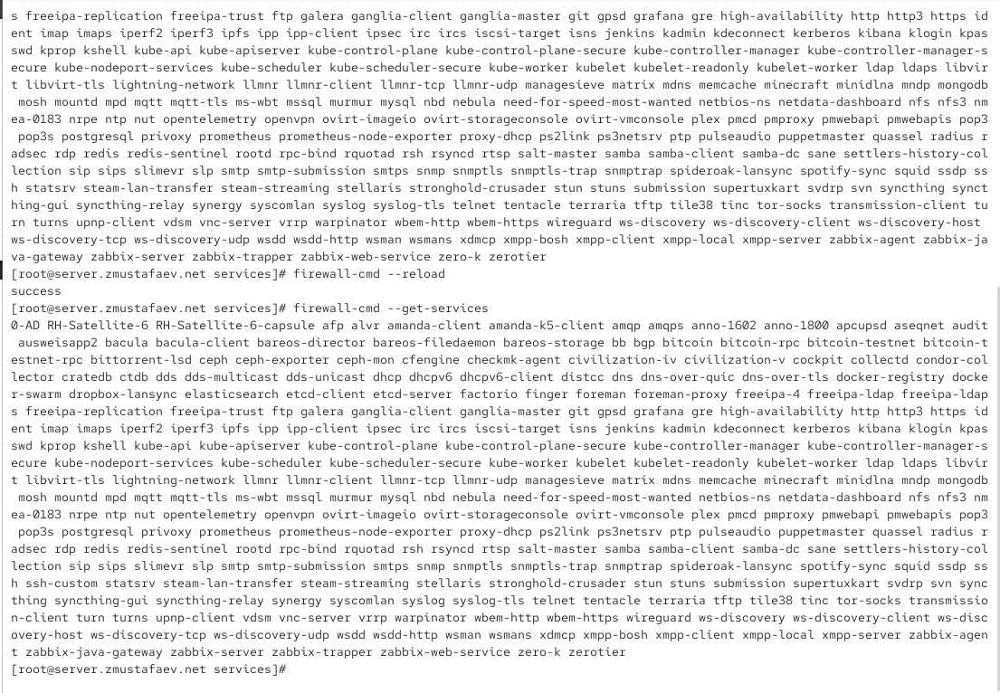 s freeipa-replication freeipa-trust ftp galera ganglia-client ganglia-master git gpsd grafana gre high-availability http http3 https id
ent imap imaps iperf2 iperf3 ipfs ipp ipp-client ipsec irc ircs iscsi-target isns jenkins kadmin kdeconnect kerberos kibana klogin kpas
swd kprop kshell kube-api kube-apiserver kube-control-plane kube-control-plane-secure kube-controller-manager kube-controller-manager-s
ecure kube-nodeport-services kube-scheduler kube-scheduler-secure kube-worker kubelet kubelet-readonly kubelet-worker ldap ldaps libvir
t libvirt-tls lightning-network llmnr llmnr-client llmnr-tcp llmnr-udp managesieve matrix mdns memcache minecraft minidlna mndp mongodb
 mosh mountd mpd mqtt mqtt-tls ms-wbt mssql murmur mysql nbd nebula need-for-speed-most-wanted netbios-ns netdata-dashboard nfs nfs3 nm
ea-0183 nrpe ntp nut opentelemetry openvpn ovirt-imageio ovirt-storageconsole ovirt-vmconsole plex pmcd pmproxy pmwebapi pmwebapis pop3
 pop3s postgresql privoxy prometheus prometheus-node-exporter proxy-dhcp ps2link ps3netsrv ptp pulseaudio puppetmaster quassel radius r
adsec rdp redis redis-sentinel rootd rpc-bind rquotad rsh rsyncd rtsp salt-master samba samba-client samba-dc sane settlers-history-col
lection sip sips slimevr slp smtp smtp-submission smtps snmp snmptls snmptls-trap snmptrap spideroak-lansync spotify-sync squid ssdp ss
h statsrv steam-lan-transfer steam-streaming stellaris stronghold-crusader stun stuns submission supertuxkart svdrp svn syncthing synct
hing-gui syncthing-relay synergy syscomlan syslog syslog-tls telnet tentacle terraria tftp tile38 tinc tor-socks transmission-client tu
rn turns upnp-client vdsm vnc-server vrrp warpinator wbem-http wbem-https wireguard ws-discovery ws-discovery-client ws-discovery-host 
ws-discovery-tcp ws-discovery-udp wsdd wsdd-http wsman wsmans xdmcp xmpp-bosh xmpp-client xmpp-local xmpp-server zabbix-agent zabbix-ja
va-gateway zabbix-server zabbix-trapper zabbix-web-service zero-k zerotier
[root@server.zmustafaev.net services]# firewall-cmd --reload
success
[root@server.zmustafaev.net services]# firewall-cmd --get-services
0-AD RH-Satellite-6 RH-Satellite-6-capsule afp alvr amanda-client amanda-k5-client amqp amqps anno-1602 anno-1800 apcupsd aseqnet audit
 ausweisapp2 bacula bacula-client bareos-director bareos-filedaemon bareos-storage bb bgp bitcoin bitcoin-rpc bitcoin-testnet bitcoin-t
estnet-rpc bittorrent-lsd ceph ceph-exporter ceph-mon cfengine checkmk-agent civilization-iv civilization-v cockpit collectd condor-col
lector cratedb ctdb dds dds-multicast dds-unicast dhcp dhcpv6 dhcpv6-client distcc dns dns-over-quic dns-over-tls docker-registry docke
r-swarm dropbox-lansync elasticsearch etcd-client etcd-server factorio finger foreman foreman-proxy freeipa-4 freeipa-ldap freeipa-ldap
s freeipa-replication freeipa-trust ftp galera ganglia-client ganglia-master git gpsd grafana gre high-availability http http3 https id
ent imap imaps iperf2 iperf3 ipfs ipp ipp-client ipsec irc ircs iscsi-target isns jenkins kadmin kdeconnect kerberos kibana klogin kpas
swd kprop kshell kube-api kube-apiserver kube-control-plane kube-control-plane-secure kube-controller-manager kube-controller-manager-s
ecure kube-nodeport-services kube-scheduler kube-scheduler-secure kube-worker kubelet kubelet-readonly kubelet-worker ldap ldaps libvir
t libvirt-tls lightning-network llmnr llmnr-client llmnr-tcp llmnr-udp managesieve matrix mdns memcache minecraft minidlna mndp mongodb
 mosh mountd mpd mqtt mqtt-tls ms-wbt mssql murmur mysql nbd nebula need-for-speed-most-wanted netbios-ns netdata-dashboard nfs nfs3 nm
ea-0183 nrpe ntp nut opentelemetry openvpn ovirt-imageio ovirt-storageconsole ovirt-vmconsole plex pmcd pmproxy pmwebapi pmwebapis pop3
 pop3s postgresql privoxy prometheus prometheus-node-exporter proxy-dhcp ps2link ps3netsrv ptp pulseaudio puppetmaster quassel radius r
adsec rdp redis redis-sentinel rootd rpc-bind rquotad rsh rsyncd rtsp salt-master samba samba-client samba-dc sane settlers-history-col
lection sip sips slimevr slp smtp smtp-submission smtps snmp snmptls snmptls-trap snmptrap spideroak-lansync spotify-sync squid ssdp ss
h ssh-custom statsrv steam-lan-transfer steam-streaming stellaris stronghold-crusader stun stuns submission supertuxkart svdrp svn sync
thing syncthing-gui syncthing-relay synergy syscomlan syslog syslog-tls telnet tentacle terraria tftp tile38 tinc tor-socks transmissio
n-client turn turns upnp-client vdsm vnc-server vrrp warpinator wbem-http wbem-https wireguard ws-discovery ws-discovery-client ws-disc
overy-host ws-discovery-tcp ws-discovery-udp wsdd wsdd-http wsman wsmans xdmcp xmpp-bosh xmpp-client xmpp-local xmpp-server zabbix-agen
t zabbix-java-gateway zabbix-server zabbix-trapper zabbix-web-service zero-k zerotier
[root@server.zmustafaev.net services]#